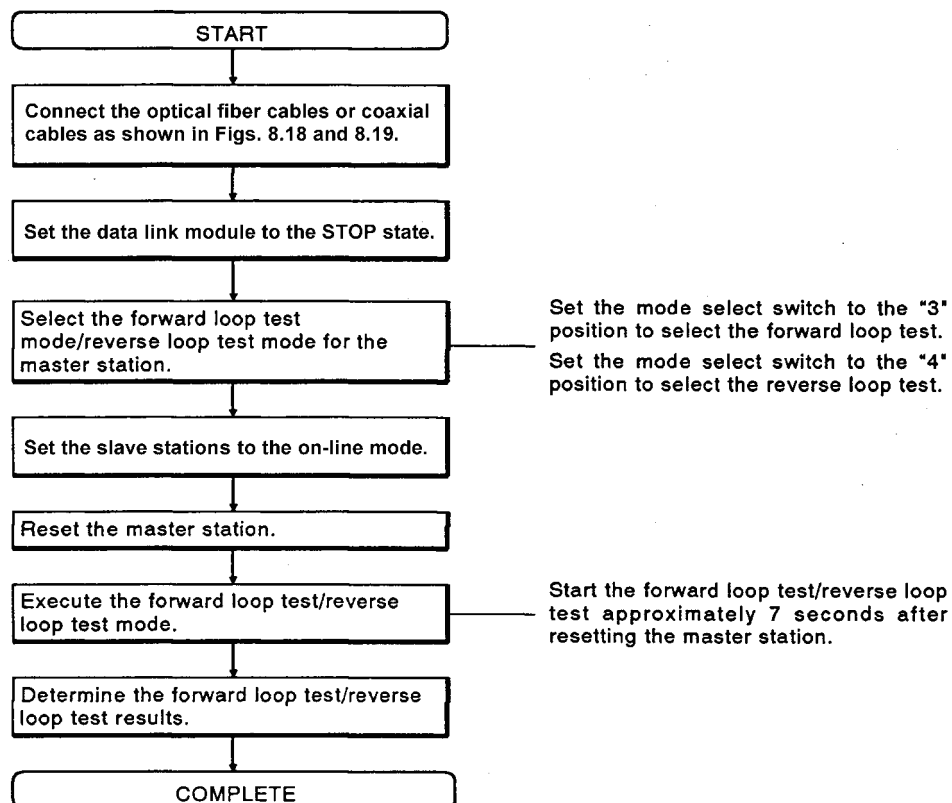 START
Connect the optical fiber cables or coaxial
cables as shown in Figs. 8.18 and 8.19.
Set the data link module to the STOP state.
Select the forward loop test
mode/reverse loop test mode for the
master station.
Set the mode select switch to the "3"
position to select the forward loop test.
Set the mode select switch to the "4"
position to select the reverse loop test.
Set the slave stations to the on-line mode.
Reset the master station.
Execute the forward loop test/reverse
loop test mode.
Start the forward loop test/reverse loop
test approximately 7 seconds after
resetting the master station.
Determine the forward loop test/reverse
loop test results.
COMPLETE